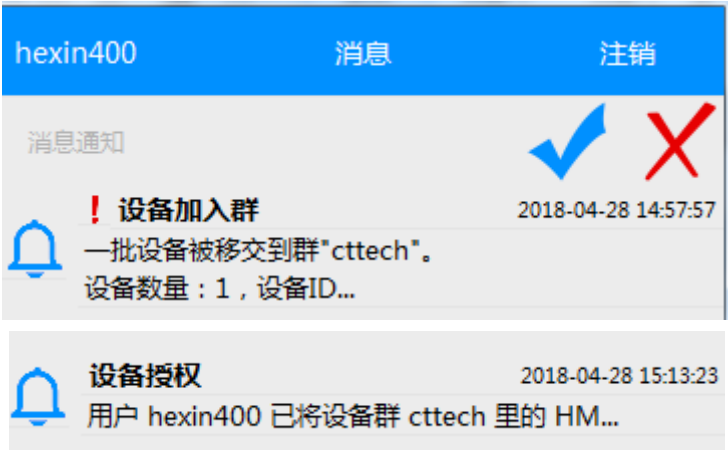 hexin400 消息 注销
消息通知
❗设备加入群 2018-04-28 14:57:57
一批设备被移交到群"cttech"。
设备数量：1，设备ID...
设备授权 2018-04-28 15:13:23
用户 hexin400 已将设备群 cttech 里的 HM...